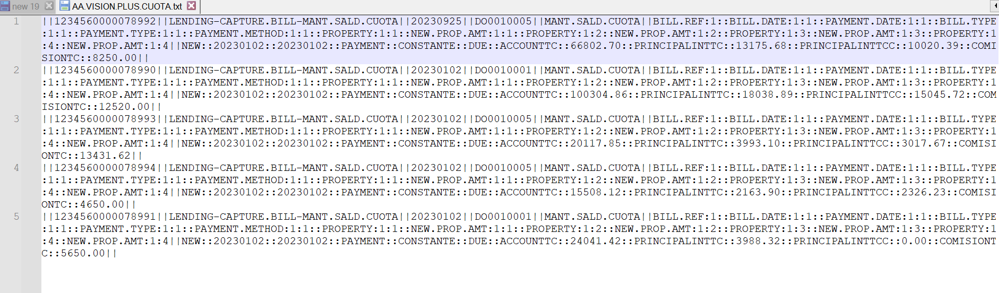 new 19
AA.VISION.PLUS.CUOTA.txt
1 ||1234560000078992||LENDING-CAPTURE.BILL-MANT.SALD.CUOTA||20230925||DO0010005||MANT.SALD.CUOTA||BILL.REF:1::BILL.DATE:1:1::PAYMENT.DATE:1:1::BILL.TYPE
:1:1::PAYMENT.TYPE:1:1::PAYMENT.METHOD:1:1::PROPERTY:1:1::NEW.PROP.AMT:1:1::PROPERTY:1:2::NEW.PROP.AMT:1:2::PROPERTY:1:3::NEW.PROP.AMT:1:3::PROPERTY:1
:4::NEW.PROP.AMT:1:4||NEW::20230102::20230102::PAYMENT::CONSTANTE::DUE::ACCOUNTTC::66802.70::PRINCIPALINTTC::13175.68::PRINCIPALINTTCC::10020.39::COMI
SIONTC::8250.00||
2 ||1234560000078990||LENDING-CAPTURE.BILL-MANT.SALD.CUOTA||20230102||DO0010001||MANT.SALD.CUOTA||BILL.REF:1::BILL.DATE:1:1::PAYMENT.DATE:1:1::BILL.TYPE
:1:1::PAYMENT.TYPE:1:1::PAYMENT.METHOD:1:1::PROPERTY:1:1::NEW.PROP.AMT:1:1::PROPERTY:1:2::NEW.PROP.AMT:1:2::PROPERTY:1:3::NEW.PROP.AMT:1:3::PROPERTY:1
:4::NEW.PROP.AMT:1:4||NEW::20230102::20230102::PAYMENT::CONSTANTE::DUE::ACCOUNTTC::100304.86::PRINCIPALINTTC::18038.89::PRINCIPALINTTCC::15045.72::COM
ISIONTC::12520.00||
3 ||1234560000078993||LENDING-CAPTURE.BILL-MANT.SALD.CUOTA||20230102||DO0010005||MANT.SALD.CUOTA||BILL.REF:1::BILL.DATE:1:1::PAYMENT.DATE:1:1::BILL.TYPE
:1:1::PAYMENT.TYPE:1:1::PAYMENT.METHOD:1:1::PROPERTY:1:1::NEW.PROP.AMT:1:1::PROPERTY:1:2::NEW.PROP.AMT:1:2::PROPERTY:1:3::NEW.PROP.AMT:1:3::PROPERTY:1
:4::NEW.PROP.AMT:1:4||NEW::20230102::20230102::PAYMENT::CONSTANTE::DUE::ACCOUNTTC::20117.85::PRINCIPALINTTC::3993.10::PRINCIPALINTTCC::3017.67::COMISI
ONTC::13431.62||
4 ||1234560000078994||LENDING-CAPTURE.BILL-MANT.SALD.CUOTA||20230102||DO0010005||MANT.SALD.CUOTA||BILL.REF:1::BILL.DATE:1:1::PAYMENT.DATE:1:1::BILL.TYPE
:1:1::PAYMENT.TYPE:1:1::PAYMENT.METHOD:1:1::PROPERTY:1:1::NEW.PROP.AMT:1:1::PROPERTY:1:2::NEW.PROP.AMT:1:2::PROPERTY:1:3::NEW.PROP.AMT:1:3::PROPERTY:1
:4::NEW.PROP.AMT:1:4||NEW::20230102::20230102::PAYMENT::CONSTANTE::DUE::ACCOUNTTC::15508.12::PRINCIPALINTTC::2163.90::PRINCIPALINTTCC::2326.23::COMISI
ONTC::4650.00||
5 ||1234560000078991||LENDING-CAPTURE.BILL-MANT.SALD.CUOTA||20230102||DO0010001||MANT.SALD.CUOTA||BILL.REF:1::BILL.DATE:1:1::PAYMENT.DATE:1:1::BILL.TYPE
:1:1::PAYMENT.TYPE:1:1::PAYMENT.METHOD:1:1::PROPERTY:1:1::NEW.PROP.AMT:1:1::PROPERTY:1:2::NEW.PROP.AMT:1:2::PROPERTY:1:3::NEW.PROP.AMT:1:3::PROPERTY:1
:4::NEW.PROP.AMT:1:4||NEW::20230102::20230102::PAYMENT::CONSTANTE::DUE::ACCOUNTTC::24041.42::PRINCIPALINTTC::3988.32::PRINCIPALINTTCC::0.00::COMISIONT
C::5650.00||